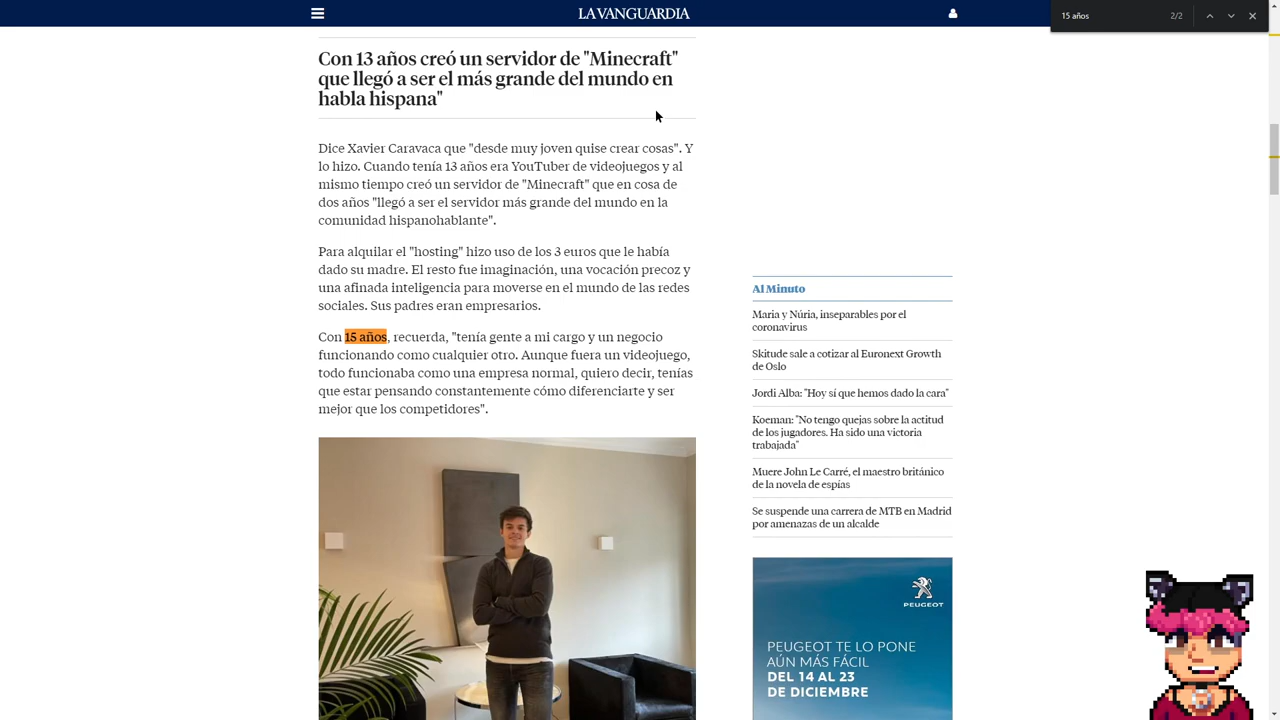 LA VANGUARDIA
15 años
2/2
Con 13 años creó un servidor de "Minecraft"
que llegó a ser el más grande del mundo en
habla hispana"
Dice Xavier Caravaca que "desde muy joven quise crear cosas". Y
lo hizo. Cuando tenía 13 años era YouTuber de videojuegos y al
mismo tiempo creó un servidor de "Minecraft" que en cosa de
dos años "llegó a ser el servidor más grande del mundo en la
comunidad hispanohablante".
Para alquilar el "hosting" hizo uso de los 3 euros que le había
dado su madre. El resto fue imaginación, una vocación precoz y
una afinada inteligencia para moverse en el mundo de las redes
sociales. Sus padres eran empresarios.
Con 15 años, recuerda, "tenía gente a mi cargo y un negocio
funcionando como cualquier otro. Aunque fuera un videojuego,
todo funcionaba como una empresa normal, quiero decir, tenías
que estar pensando constantemente cómo diferenciarte y ser
mejor que los competidores".
Al Minuto
Maria y Núria, inseparables por el
coronavirus
Skitude sale a cotizar al Euronext Growth
de Oslo
Jordi Alba: "Hoy sí que hemos dado la cara"
Koeman: "No tengo quejas sobre la actitud
de los jugadores. Ha sido una victoria
trabajada"
Muere John Le Carré, el maestro británico
de la novela de espías
Se suspende una carrera de MTB en Madrid
por amenazas de un alcalde
PEUGEOT
PEUGEOT TE LO PONE
AÚN MÁS FÁCIL
DEL 14 AL 23
DE DICIEMBRE